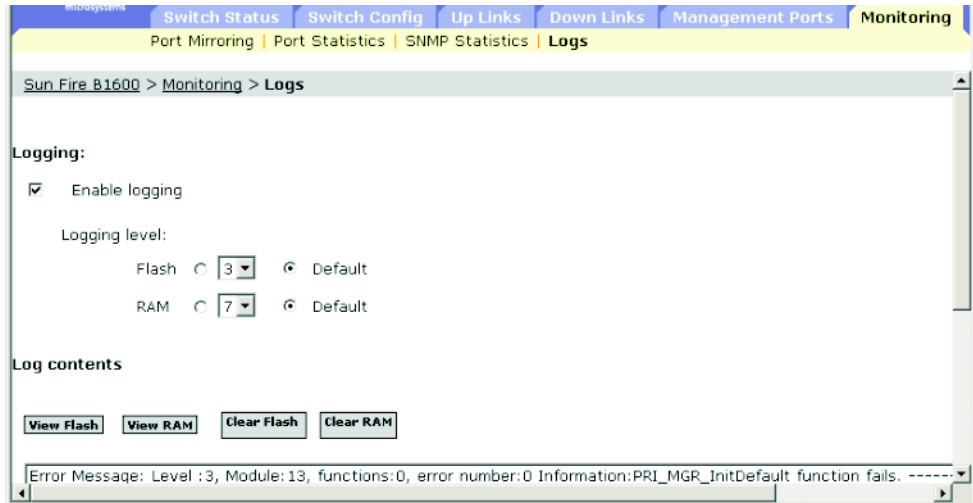 microsystems
Switch Status Switch Config Up Links Down Links Management Ports Monitoring
Port Mirroring | Port Statistics | SNMP Statistics | Logs
Sun Fire B1600 > Monitoring > Logs
Logging:
Enable logging
Logging level:
Flash 3 Default
RAM 7 Default
Log contents
View Flash View RAM Clear Flash Clear RAM
Error Message: Level :3, Module:13, functions:0, error number:0 Information:PRI_MGR_InitDefault function fails. ------